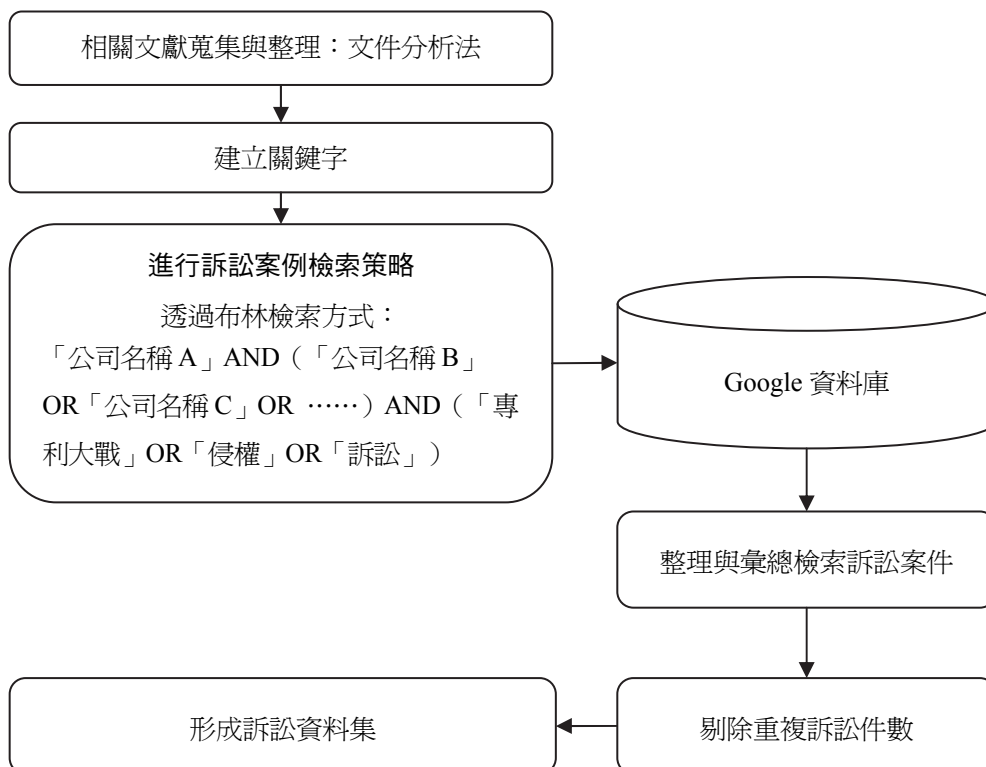 相關文獻蒐集與整理：文件分析法
建立關鍵字
進行訴訟案例檢索策略
透過布林檢索方式：
「公司名稱 A」AND（「公司名稱 B」
OR「公司名稱 C」OR ……）AND（「專
利大戰」OR「侵權」OR「訴訟」）
Google 資料庫
整理與彙總檢索訴訟案件
剔除重複訴訟件數
形成訴訟資料集